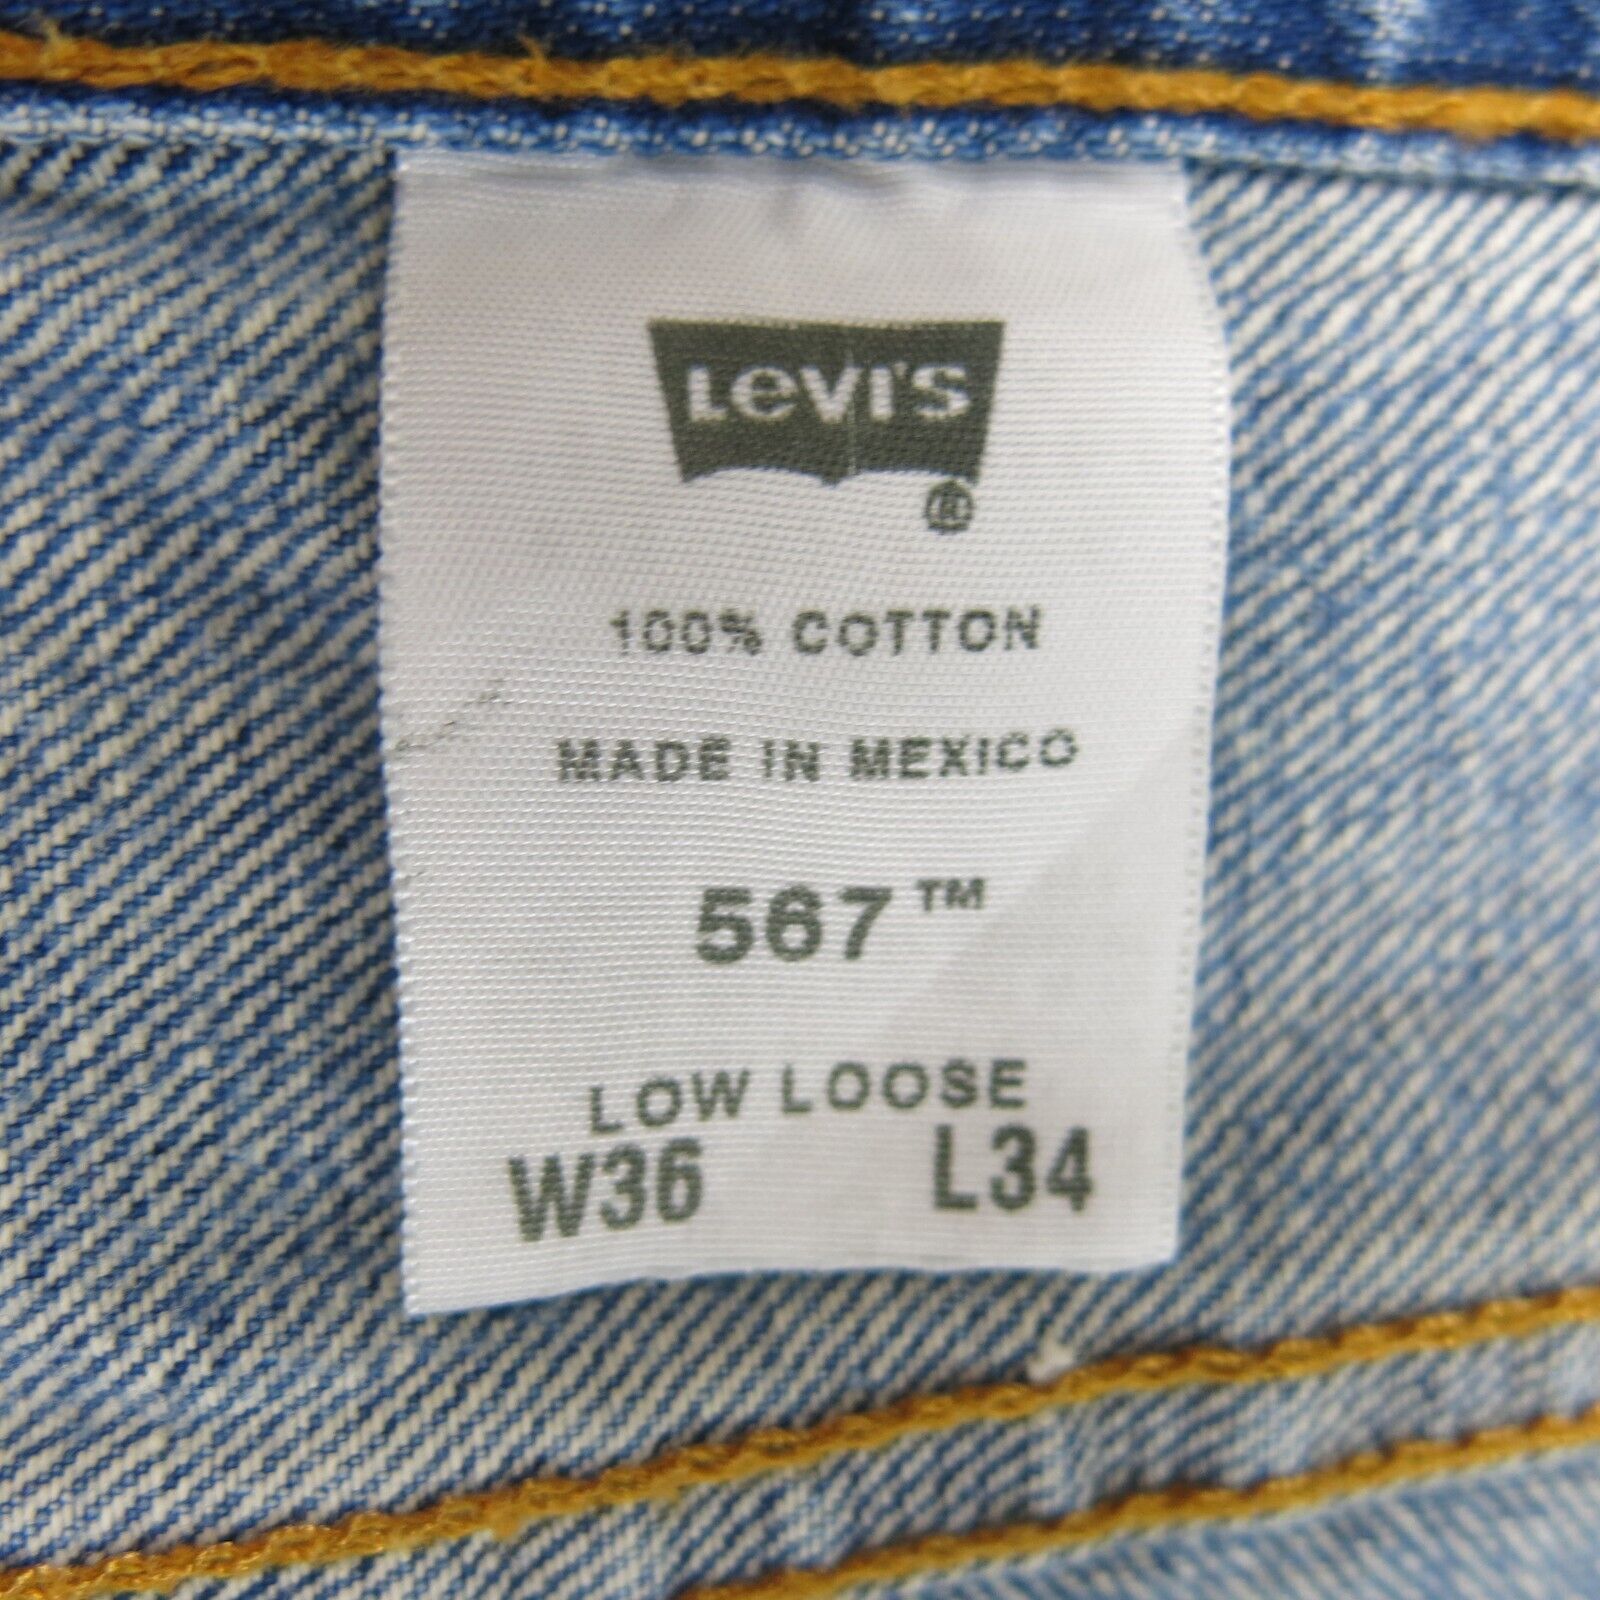 Levi's
®
100% COTTON
MADE IN MEXICO
567™
LOW LOOSE
W36 L34